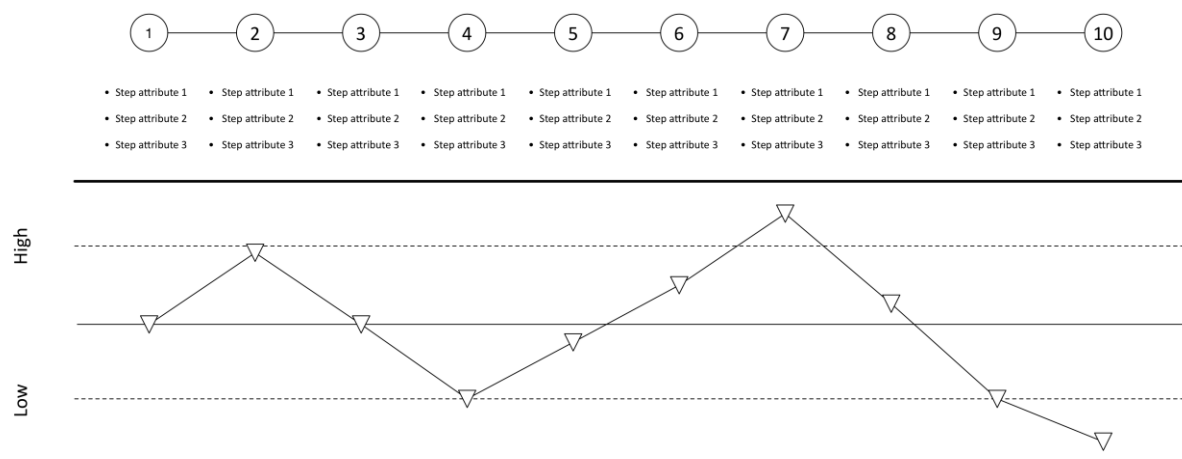 1 2 3 4 5 6 7 8 9 10
• Step attribute 1 • Step attribute 1 • Step attribute 1 • Step attribute 1 • Step attribute 1 • Step attribute 1 • Step attribute 1 • Step attribute 1 • Step attribute 1 • Step attribute 1
• Step attribute 2 • Step attribute 2 • Step attribute 2 • Step attribute 2 • Step attribute 2 • Step attribute 2 • Step attribute 2 • Step attribute 2 • Step attribute 2 • Step attribute 2
• Step attribute 3 • Step attribute 3 • Step attribute 3 • Step attribute 3 • Step attribute 3 • Step attribute 3 • Step attribute 3 • Step attribute 3 • Step attribute 3 • Step attribute 3
High
Low